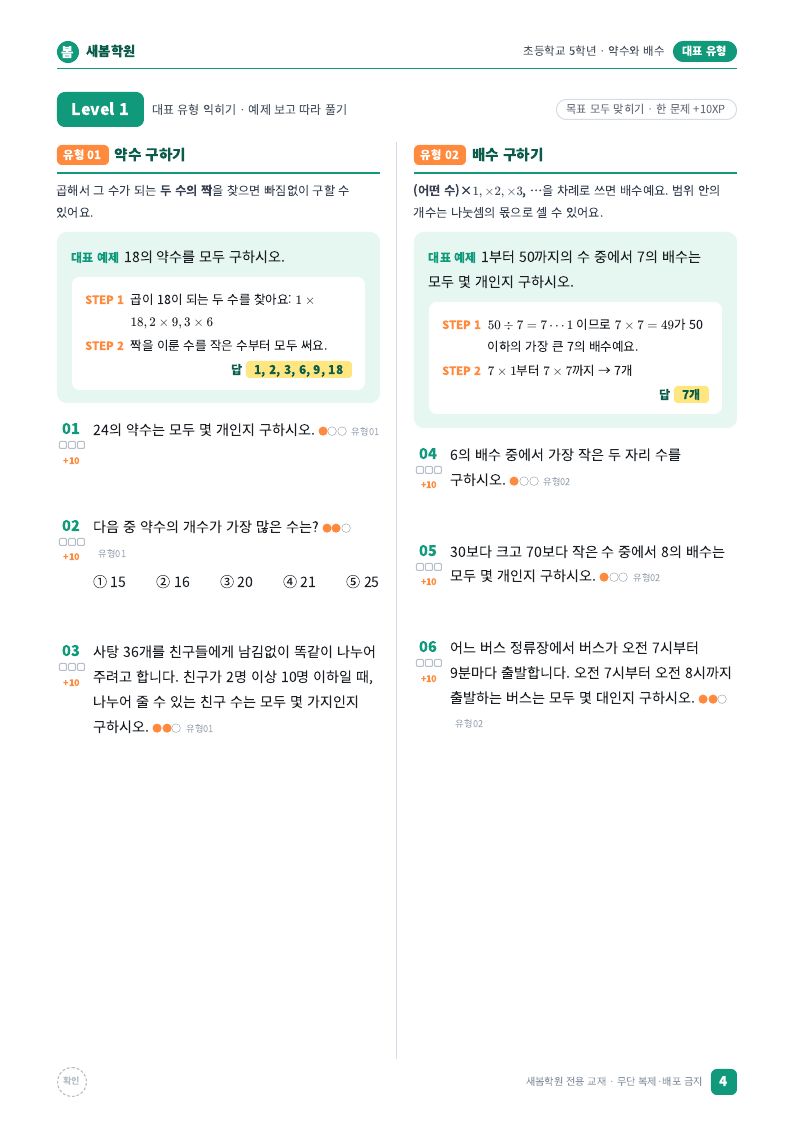 봄 새봄학원
초등학교 5학년 · 약수와 배수 대표 유형
Level 1 대표 유형 익히기 · 예제 보고 따라 풀기
목표 모두 맞히기 · 한 문제 +10XP
유형 01 약수 구하기
곱해서 그 수가 되는 두 수의 짝을 찾으면 빠짐없이 구할 수
있어요.
대표 예제 18의 약수를 모두 구하시오.
STEP 1 곱이 18이 되는 두 수를 찾아요: 1 ×
18, 2 × 9, 3 × 6
STEP 2 짝을 이룬 수를 작은 수부터 모두 써요.
답 1, 2, 3, 6, 9, 18
01 24의 약수는 모두 몇 개인지 구하시오. ●○○ 유형01
□□□
+10
02 다음 중 약수의 개수가 가장 많은 수는? ●●○
□□□
+10
유형01
① 15 ② 16 ③ 20 ④ 21 ⑤ 25
03 사탕 36개를 친구들에게 남김없이 똑같이 나누어
□□□
+10
주려고 합니다. 친구가 2명 이상 10명 이하일 때,
나누어 줄 수 있는 친구 수는 모두 몇 가지인지
구하시오. ●●○ 유형01
유형 02 배수 구하기
(어떤 수)×1, ×2, ×3, ⋯을 차례로 쓰면 배수예요. 범위 안의
개수는 나눗셈의 몫으로 셀 수 있어요.
대표 예제 1부터 50까지의 수 중에서 7의 배수는
모두 몇 개인지 구하시오.
STEP 1 50 ÷ 7 = 7 ⋯ 1 이므로 7 × 7 = 49가 50
이하의 가장 큰 7의 배수예요.
STEP 2 7 × 1부터 7 × 7까지 → 7개
답 7개
04 6의 배수 중에서 가장 작은 두 자리 수를
□□□
+10
구하시오. ●○○ 유형02
05 30보다 크고 70보다 작은 수 중에서 8의 배수는
□□□
+10
모두 몇 개인지 구하시오. ●○○ 유형02
06 어느 버스 정류장에서 버스가 오전 7시부터
□□□
+10
9분마다 출발합니다. 오전 7시부터 오전 8시까지
출발하는 버스는 모두 몇 대인지 구하시오. ●●○
유형02
확인
새봄학원 전용 교재 · 무단 복제·배포 금지 4